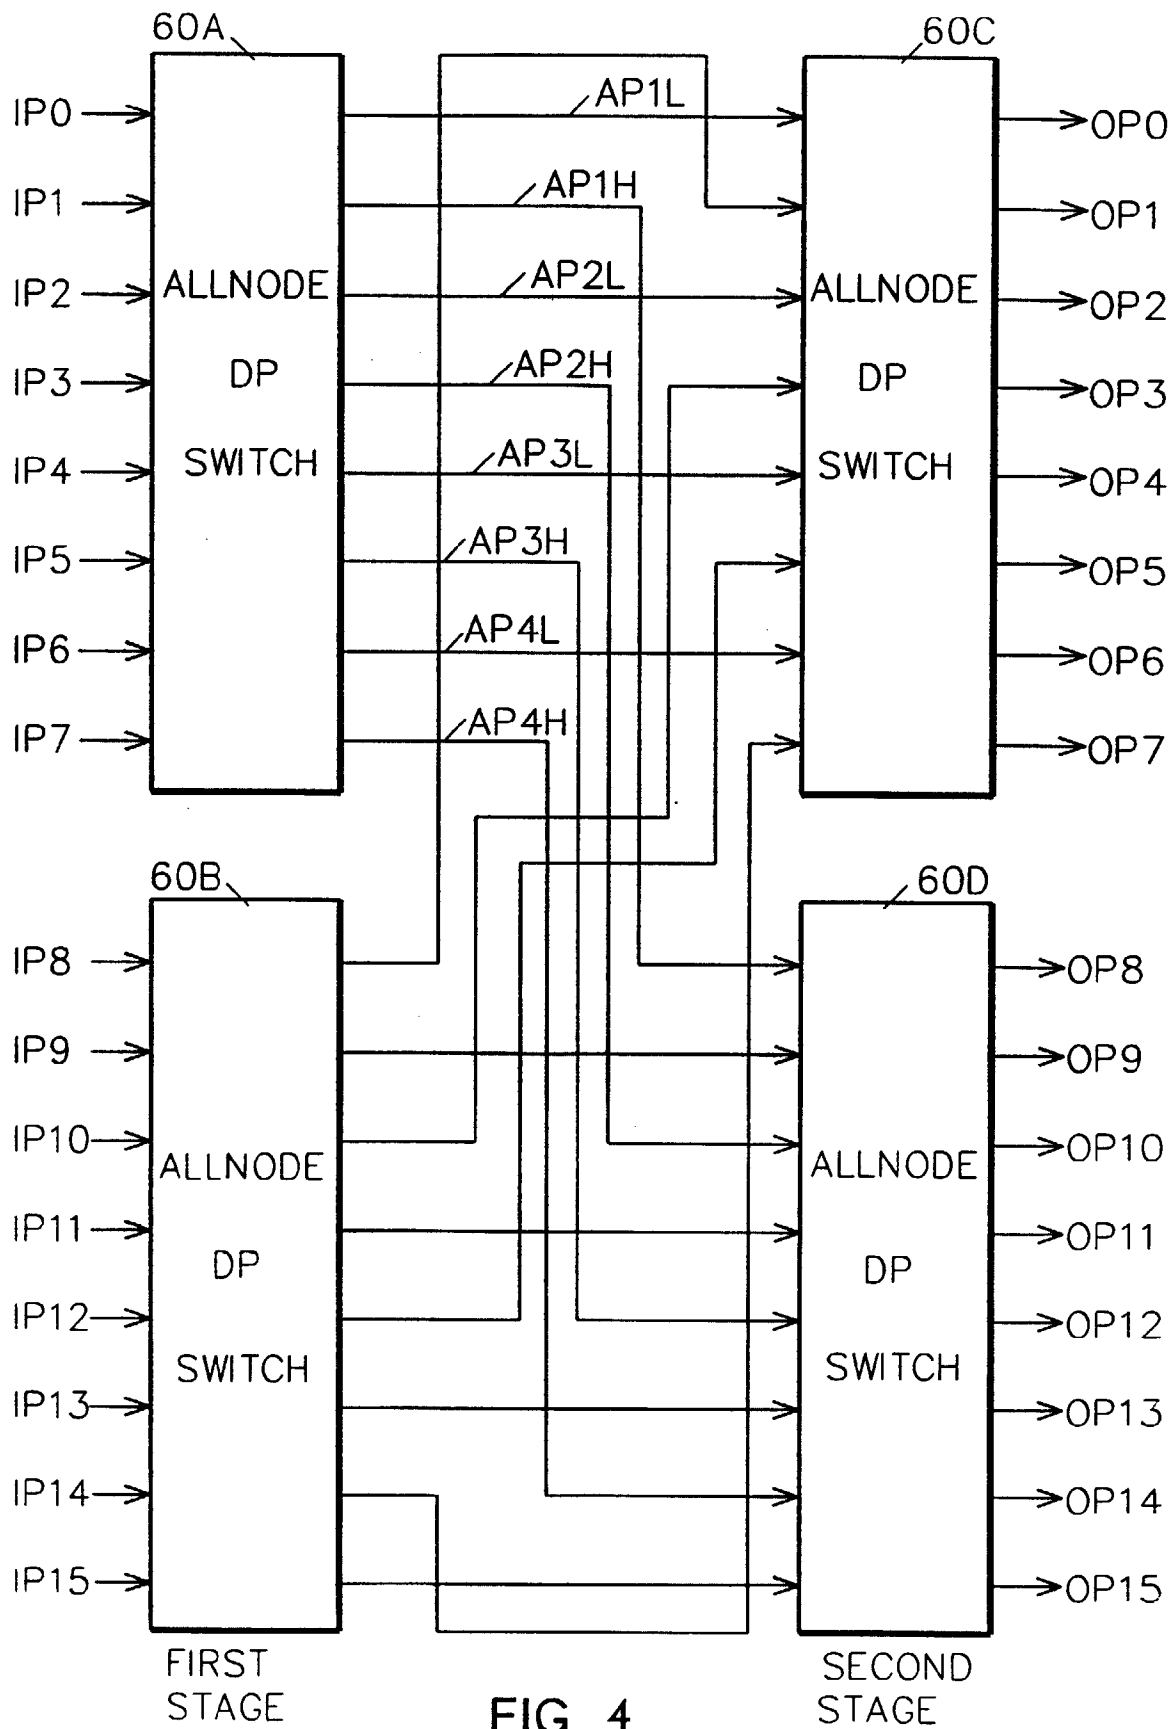 60A
60C
IP0
AP1L
OP0
IP1
AP1H
OP1
IP2
ALLNODE
AP2L
ALLNODE
OP2
IP3
DP
AP2H
DP
OP3
IP4
SWITCH
AP3L
SWITCH
OP4
IP5
AP3H
OP5
IP6
AP4L
OP6
IP7
AP4H
OP7
60B
60D
IP8
OP8
IP9
OP9
IP10
ALLNODE
ALLNODE
OP10
IP11
DP
DP
OP11
IP12
SWITCH
SWITCH
OP12
IP13
OP13
IP14
OP14
IP15
OP15
FIRST
STAGE
SECOND
STAGE
FIG. 4